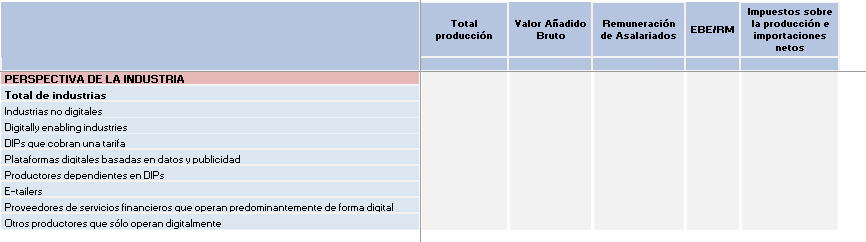 Total producción
Valor Añadido Bruto
Remuneración de Asalariados
EBE/RM
Impuestos sobre la producción e importaciones netos
PERSPECTIVA DE LA INDUSTRIA
Total de industrias
Industrias no digitales
Digitally enabling industries
DIPs que cobran una tarifa
Plataformas digitales basadas en datos y publicidad
Productores dependientes en DIPs
E-tailers
Proveedores de servicios financieros que operan predominantemente de forma digital
Otros productores que sólo operan digitalmente